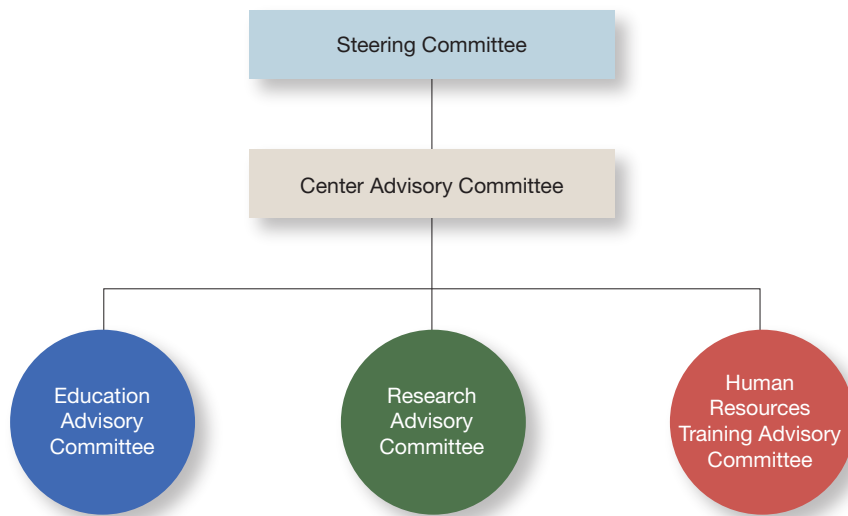 Steering Committee
Center Advisory Committee
Education
Advisory
Committee
Research
Advisory
Committee
Human
Resources
Training Advisory
Committee